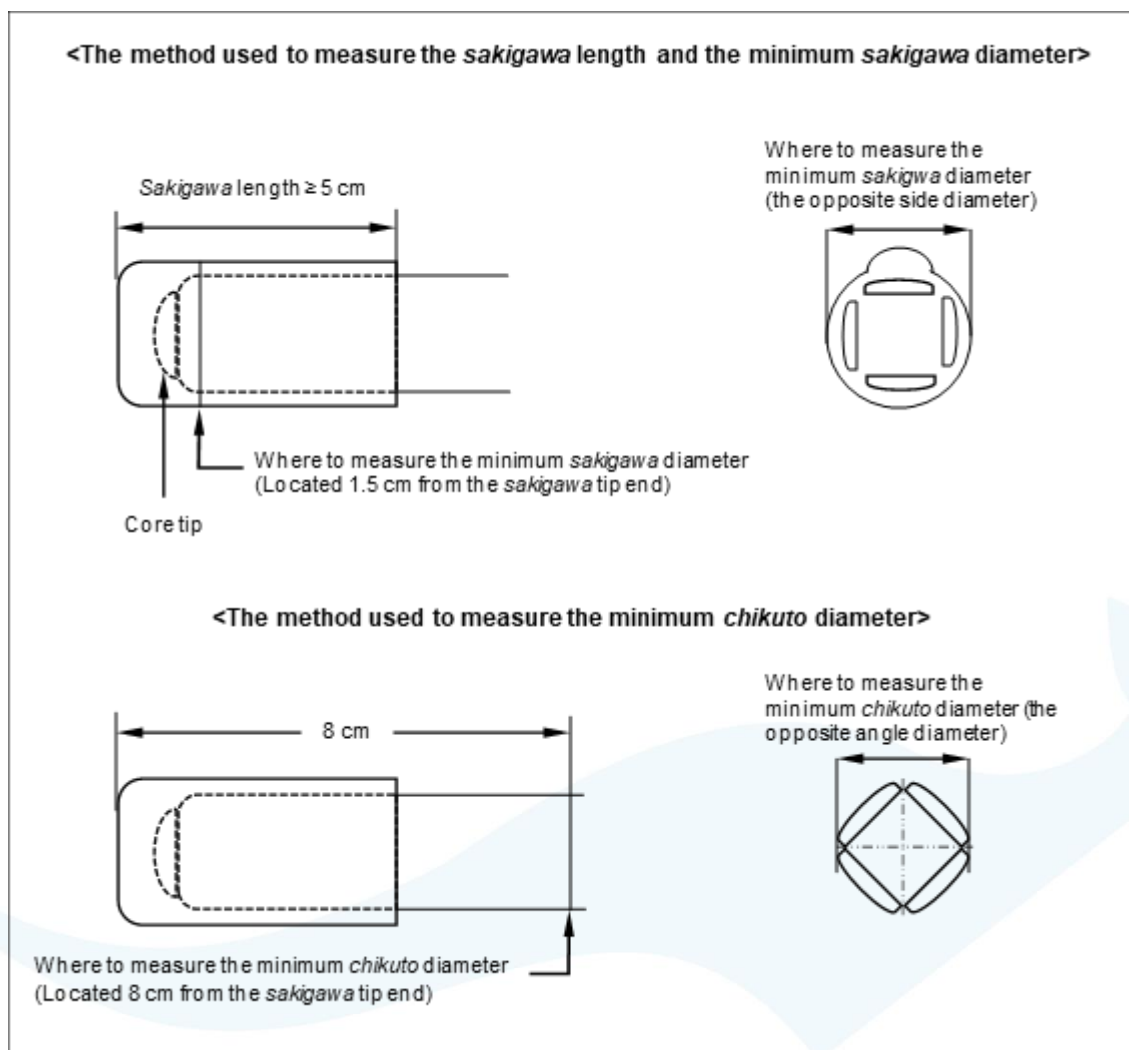 <The method used to measure the sakigawa length and the minimum sakigawa diameter>
Sakigawa length ≥ 5 cm
Where to measure the
minimum sakigwa diameter
(the opposite side diameter)
Where to measure the minimum sakigawa diameter
(Located 1.5 cm from the sakigawa tip end)
Core tip
<The method used to measure the minimum chikuto diameter>
8 cm
Where to measure the
minimum chikuto diameter (the
opposite angle diameter)
Where to measure the minimum chikuto diameter
(Located 8 cm from the sakigawa tip end)